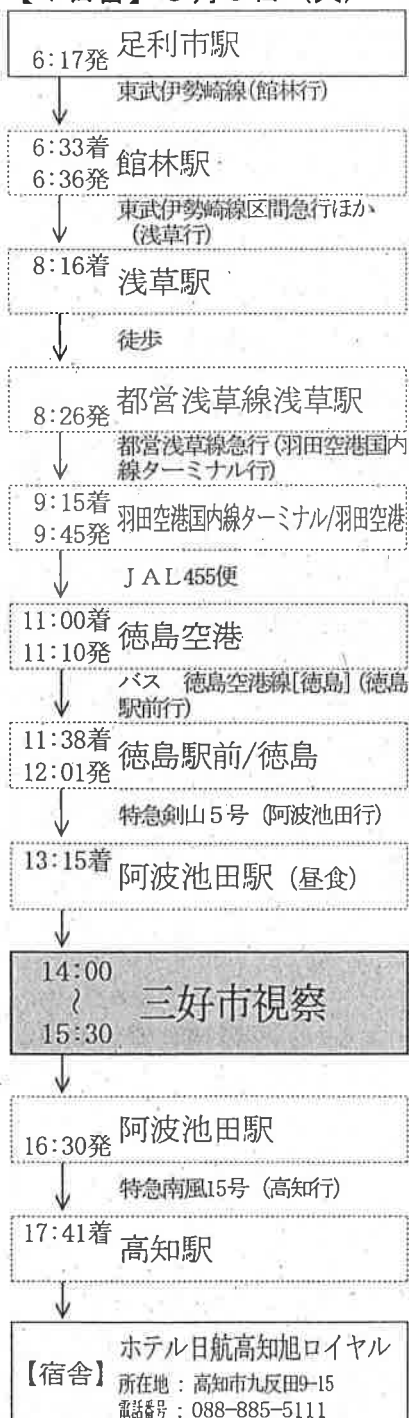 6:17発 足利市駅
東武伊勢崎線(館林行)
6:33着
6:36発
館林駅
東武伊勢崎線区間急行ほか
(浅草行)
8:16着 浅草駅
徒歩
8:26発 都営浅草線浅草駅
都営浅草線急行(羽田空港国内
線ターミナル行)
9:15着
9:45発
羽田空港国内線ターミナル/羽田空港
JAL455便
11:00着
11:10発
徳島空港
バス 徳島空港線[徳島](徳島
駅前行)
11:38着
12:01発
徳島駅前/徳島
特急剣山5号(阿波池田行)
13:15着 阿波池田駅(昼食)
14:00
~
15:30
三好市視察
16:30発 阿波池田駅
特急南風15号(高知行)
17:41着 高知駅
【宿舎】
ホテル日航高知旭ロイヤル
所在地:高知市九反田9-15
電話番号:088-885-5111